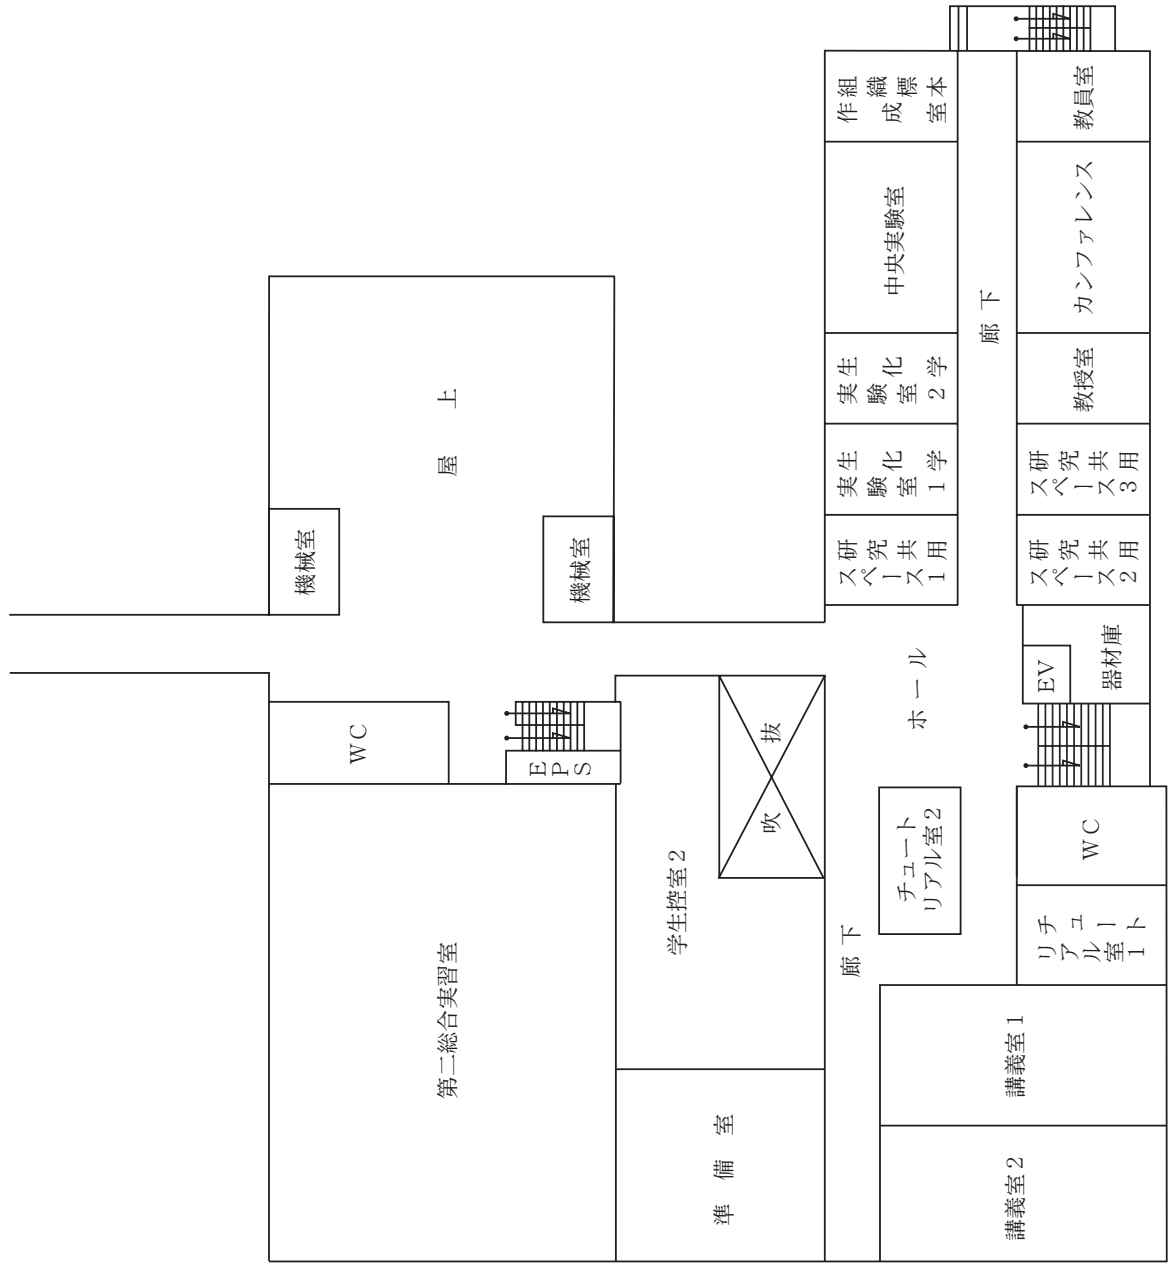 機械室
WC
屋上
第二総合実習室
EPS
機械室
学生控室2
準備室
吹抜
組織標本
作成室
中央実験室
生化学
実験室2
生化学
実験室1
研究共用
スペース1
廊下
ホール
チュート
リアル室2
廊下
教員室
カンファレンス
教授室
研究共用
スペース3
研究共用
スペース2
EV
器材庫
WC
チュート
リアル室1
講義室1
講義室2